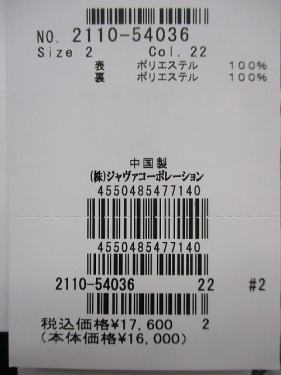 NO. 2110-54036
Size 2 Col. 22
表 ポリエステル 100%
裏 ポリエステル 100%
中国製
(株)ジャヴァコーポレーション
4550485477140
4550485477140
2110-54036 22 #2
税込価格¥17,600 2
(本体価格¥16,000)